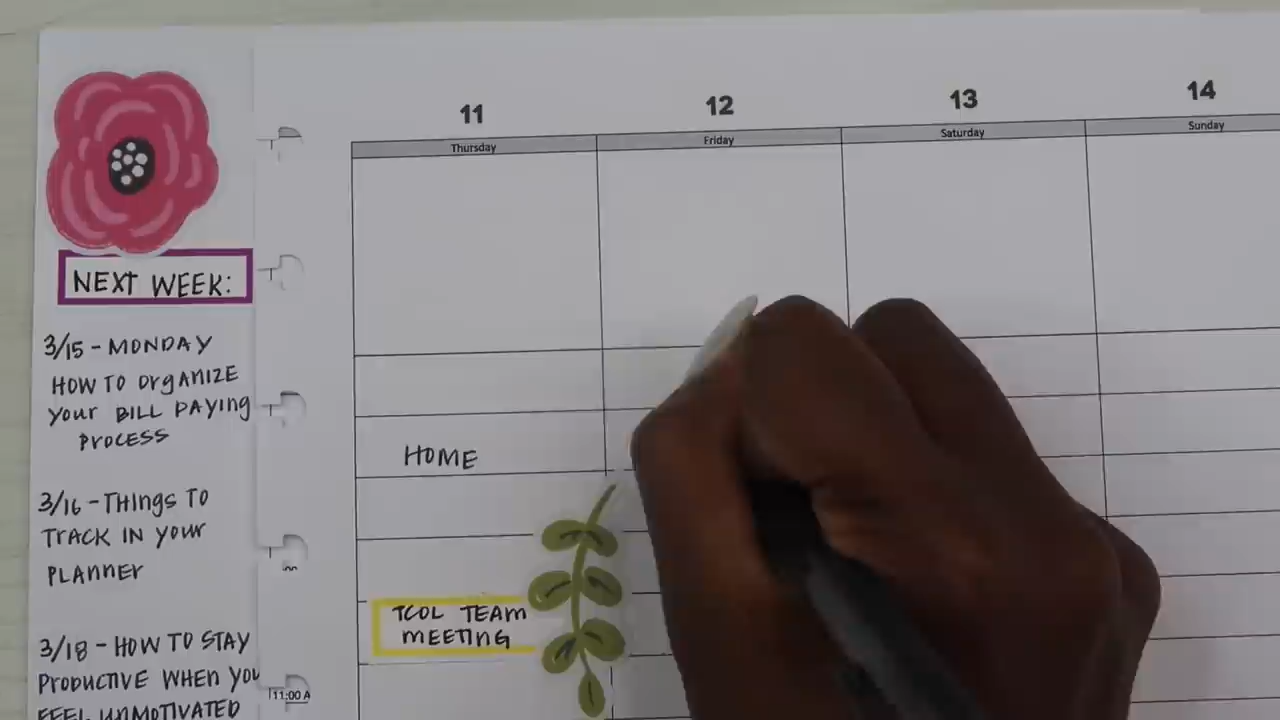 11 12 13 14
Thursday Friday Saturday Sunday
NEXT WEEK:
3/15 - MONDAY
HOW TO OrgANIZE
your BILL PAYINg
PrOCESS
3/16 - THINgS TO
TrACK IN your
PLANNEr
3/18 - HOW TO STAY
ProDUCTIVE WHEN YOU
FEEL UNMOTIVATED
HOME
TCOL TEAM
MEETINg
11:00 A